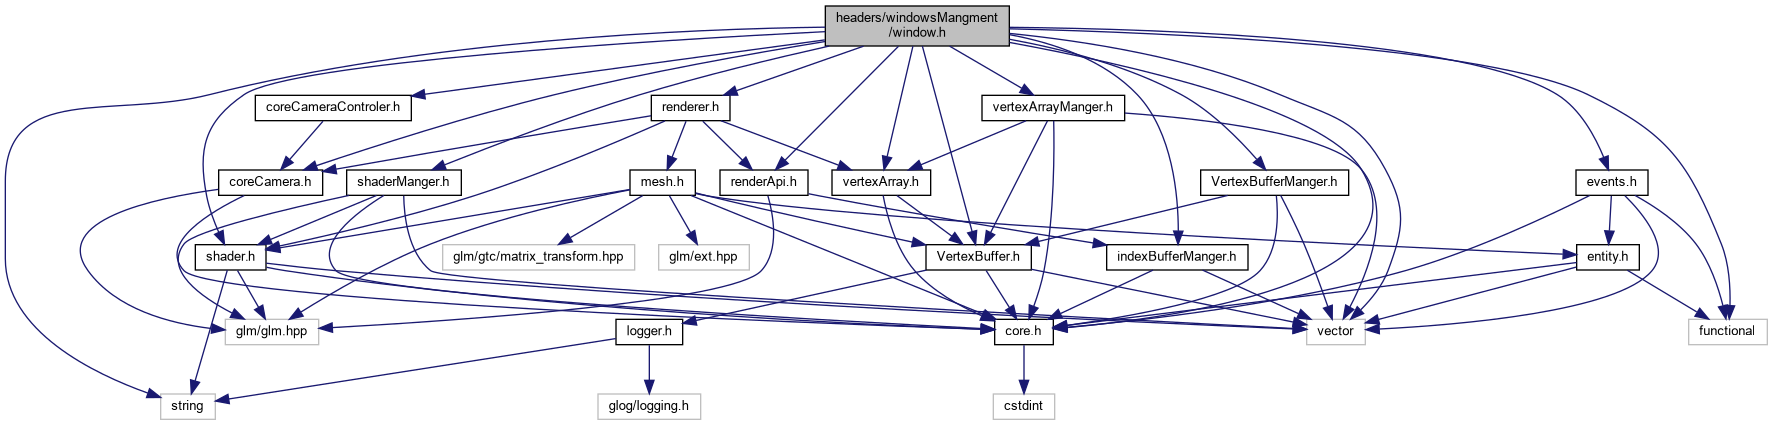 headers/windowsMangment
/window.h
coreCameraControler.h
renderer.h
vertexArrayManger.h
coreCamera.h
shaderManger.h
mesh.h
renderApi.h
vertexArray.h
VertexBufferManger.h
events.h
shader.h
glm/gtc/matrix_transform.hpp
glm/ext.hpp
VertexBuffer.h
indexBufferManger.h
entity.h
glm/glm.hpp
logger.h
core.h
vector
functional
string
glog/logging.h
cstdint